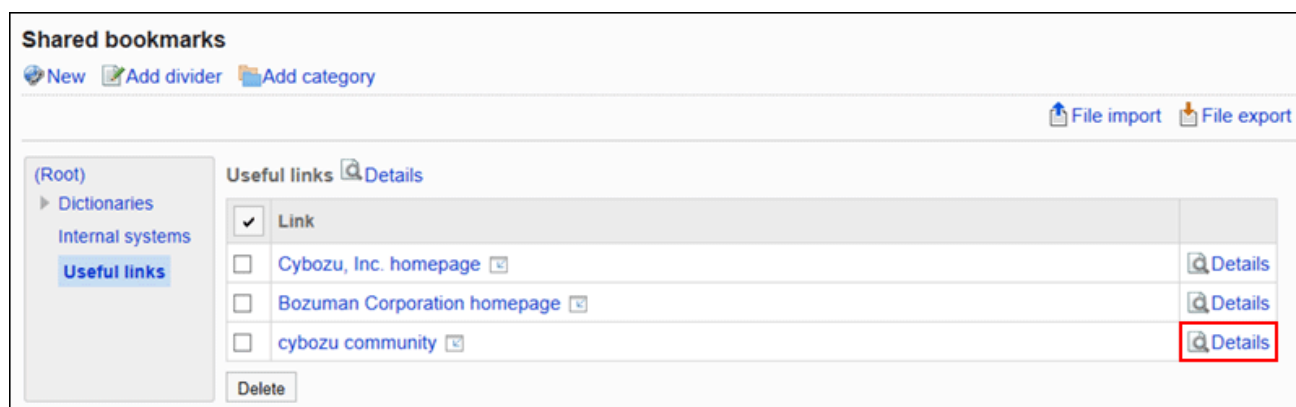 Shared bookmarks
New Add divider Add category
File import File export
(Root)
Dictionaries
Internal systems
Useful links
Useful links Details
Link
Cybozu, Inc. homepage Details
Bozuman Corporation homepage Details
cybozu community Details
Delete